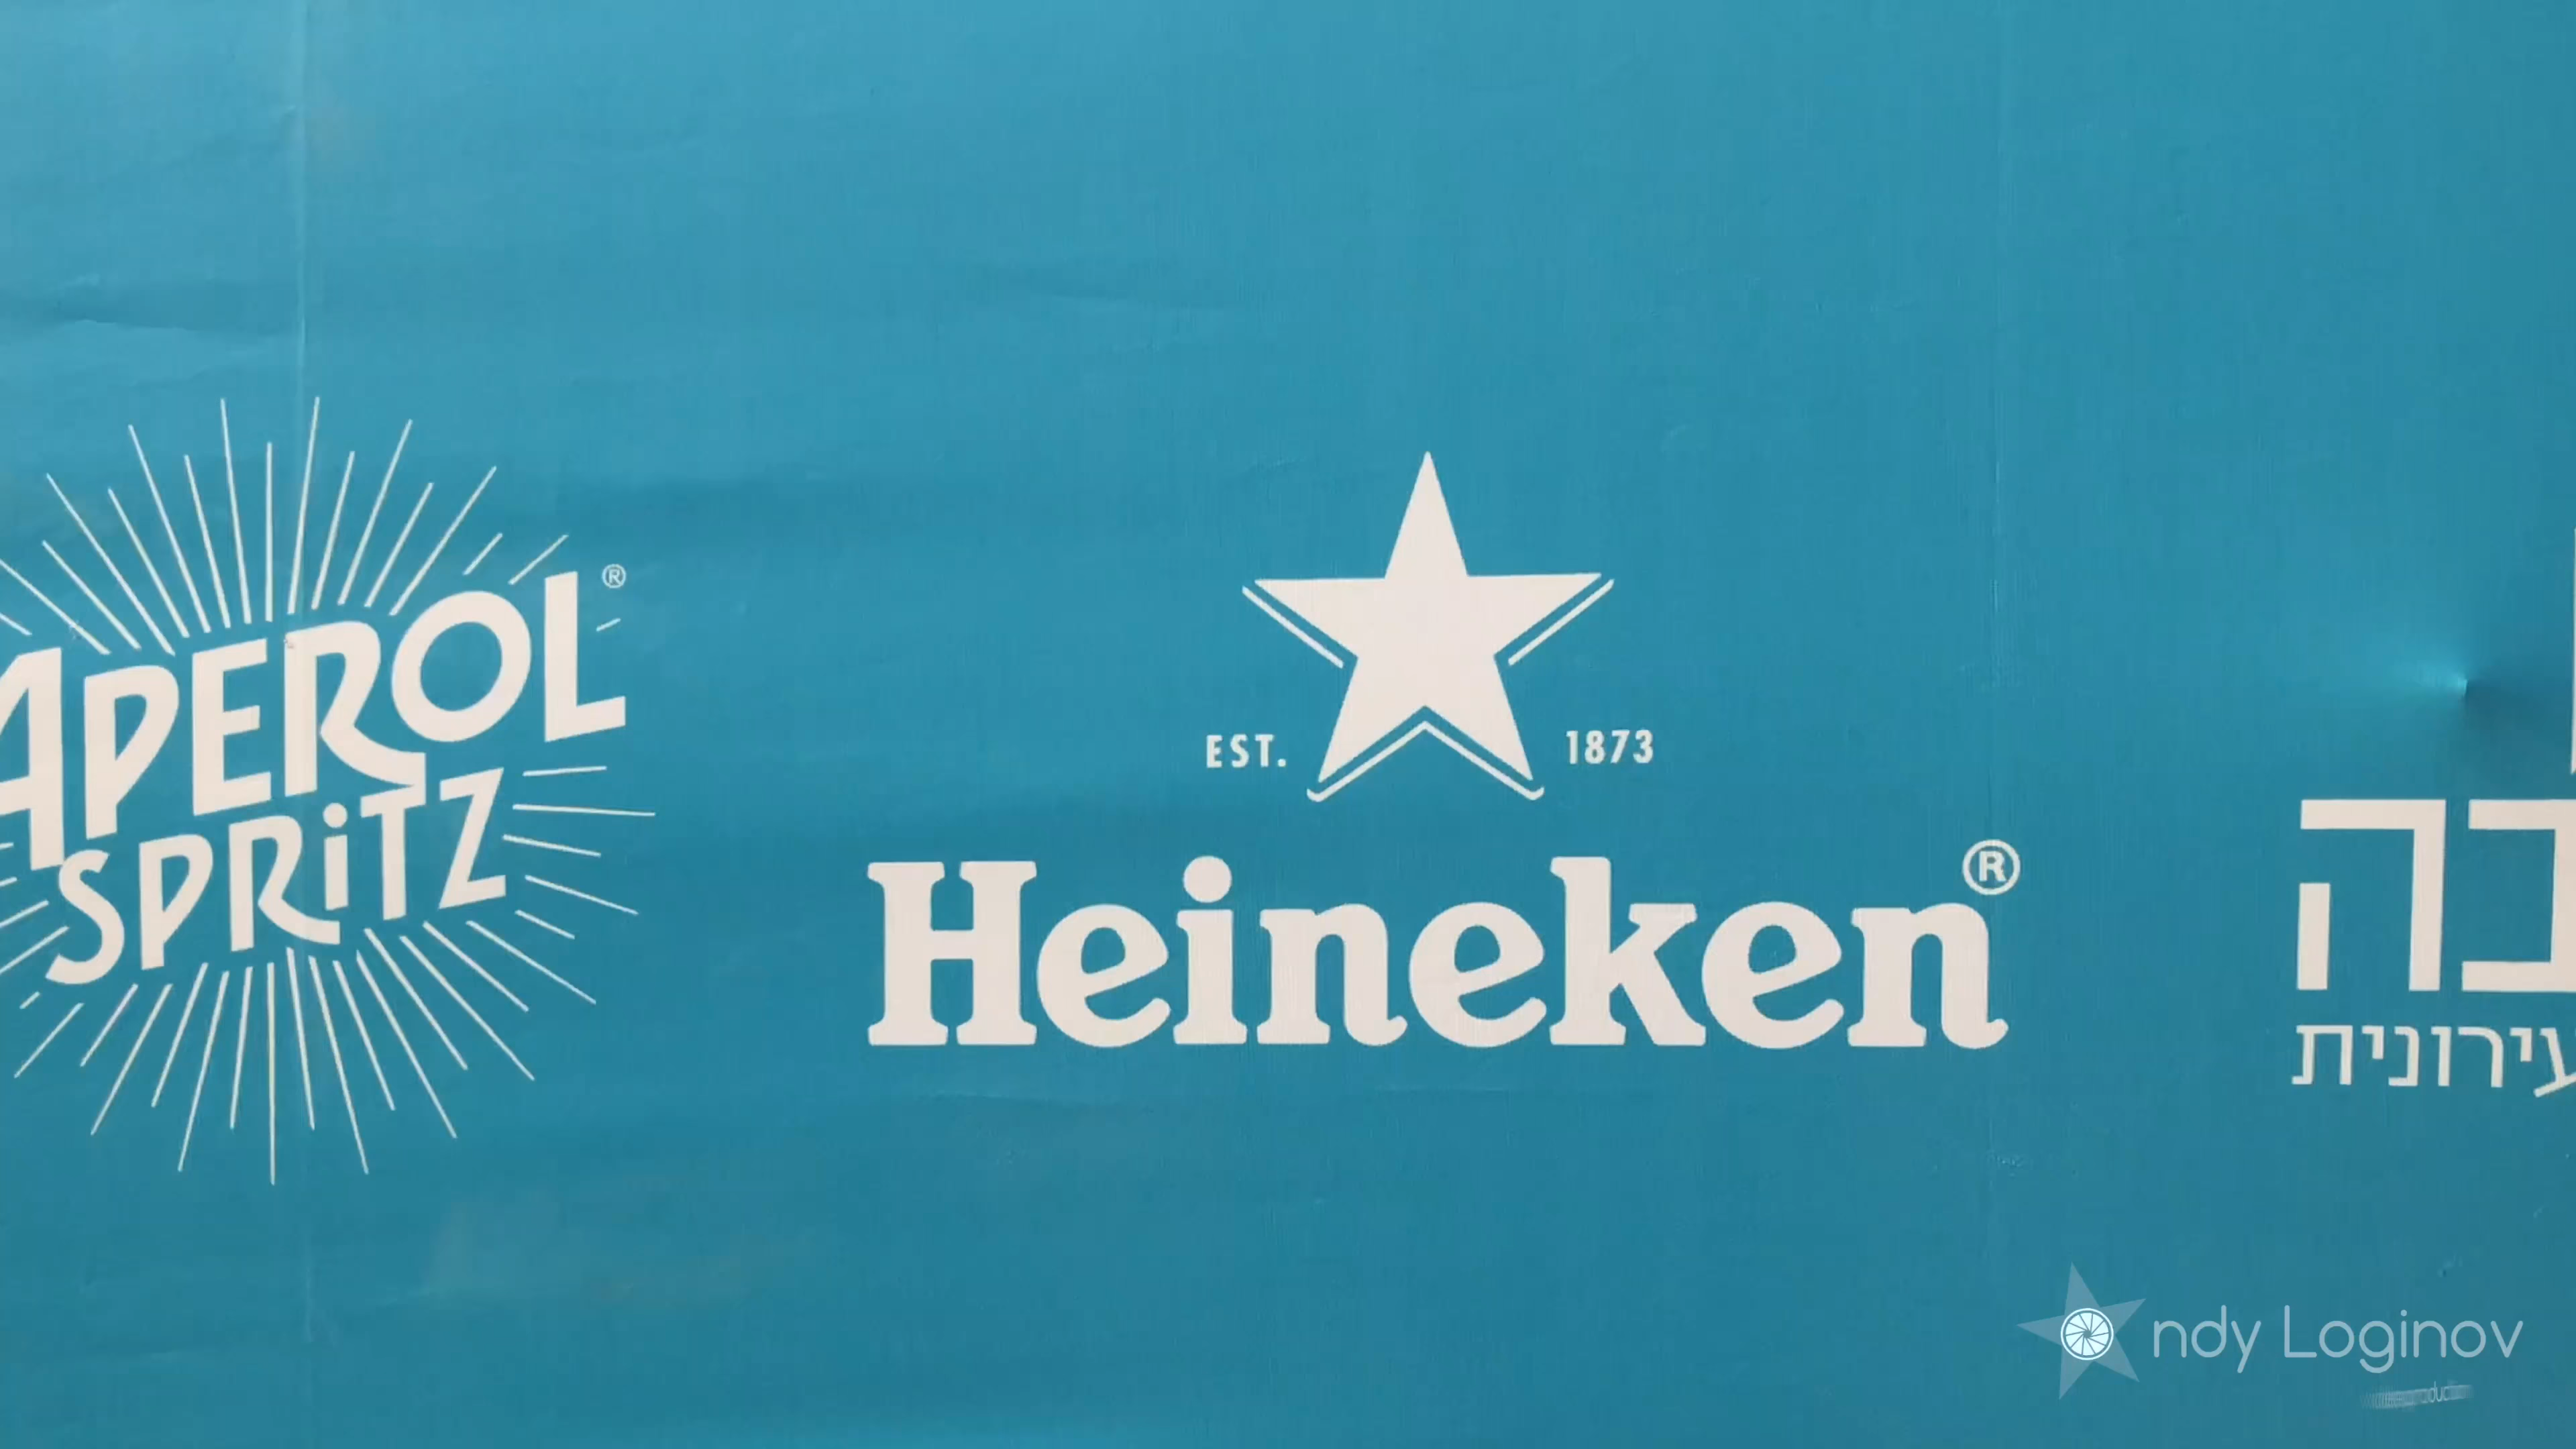 APEROL ®
SPRiTZ
EST. 1873
Heineken®
עירונית
ndy Loginov